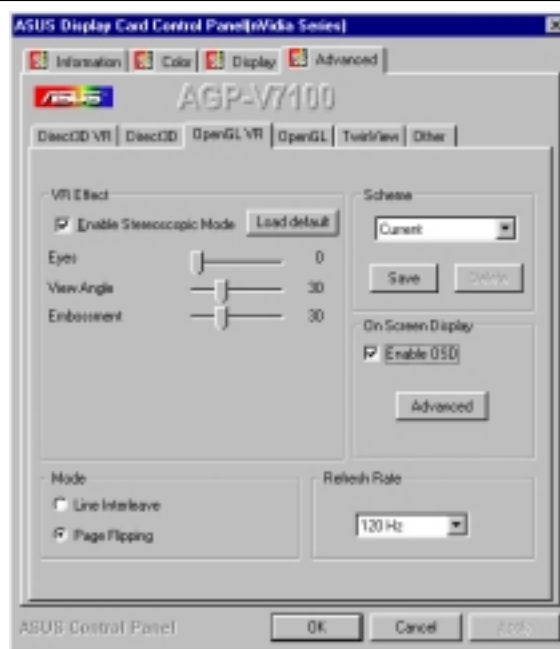 ASUS Display Card Control Panel(nVidia Series)
Information Color Display Advanced
ASUS AGP-V7100
Direct3D VR Direct3D OpenGL VR OpenGL TwinView Other
VR Effect
Enable Stereoscopic Mode Load default
Eyes 0
View Angle 30
Embossment 30
Scheme
Current
Save Delete
On Screen Display
Enable OSD
Advanced
Mode
Line Interleave
Page Flipping
Refresh Rate
120 Hz
ASUS Control Panel OK Cancel Apply